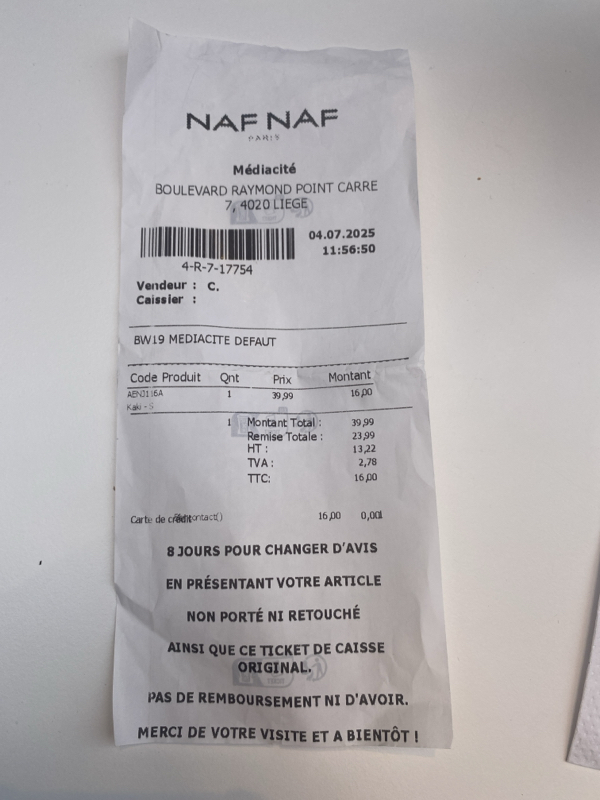 NAF NAF
PARIS
Médiacité
BOULEVARD RAYMOND POINT CARRE
7, 4020 LIEGE
04.07.2025
11:56:50
4-R-7-17754
Vendeur : C.
Caissier :
BW19 MEDIACITE DEFAUT
Code Produit Qnt Prix Montant
1 39,99 16,00
Kaki - S
1 Montant Total : 39,99
Remise Totale : 23,99
HT : 13,22
TVA : 2,78
TTC: 16,00
Carte de crédit 16,00
8 JOURS POUR CHANGER D'AVIS
EN PRÉSENTANT VOTRE ARTICLE
NON PORTÉ NI RETOUCHÉ
AINSI QUE CE TICKET DE CAISSE
ORIGINAL.
PAS DE REMBOURSEMENT NI D'AVOIR.
MERCI DE VOTRE VISITE ET A BIENTÔT !